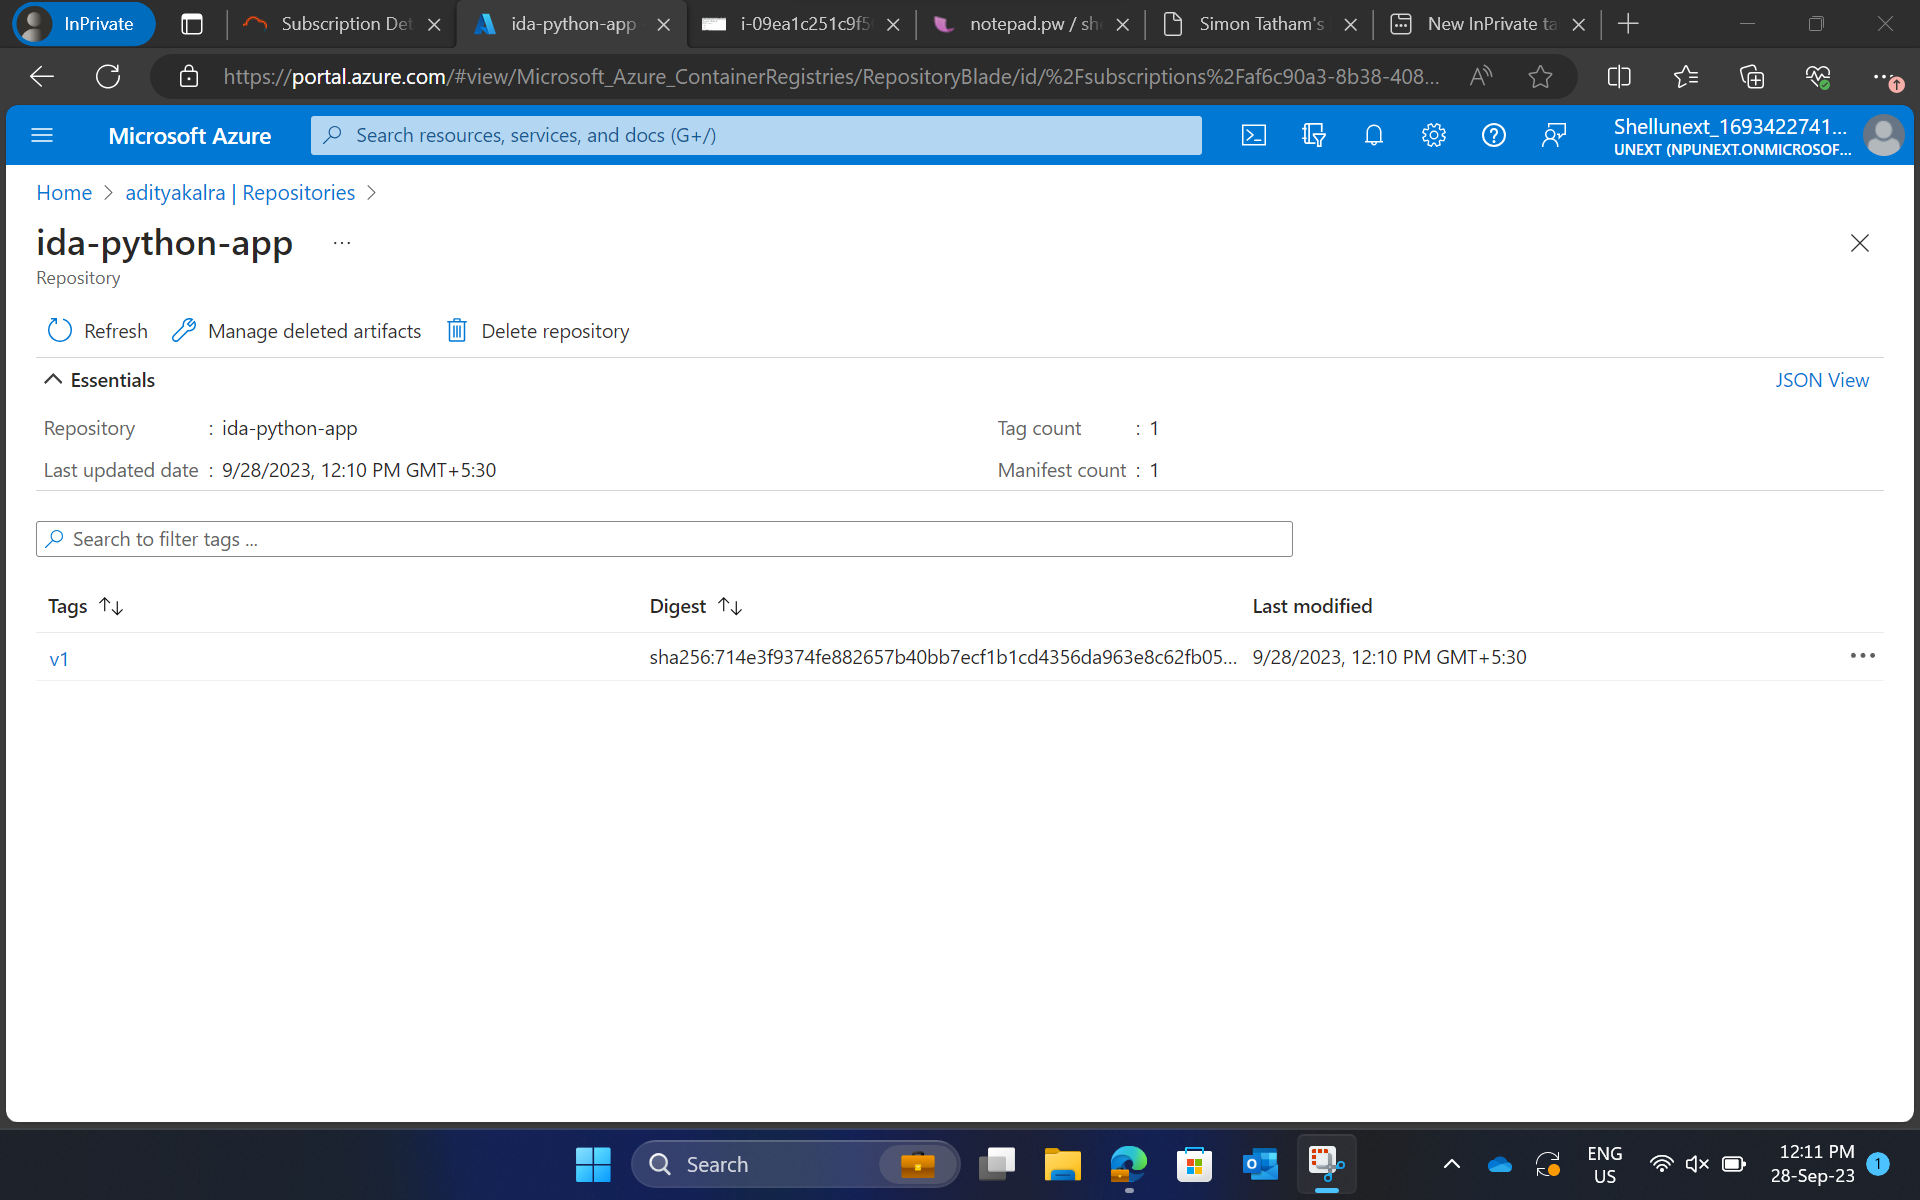 InPrivate
Subscription Det
ida-python-app
i-09ea1c251c9f5
notepad.pw / sh
Simon Tatham's
New InPrivate ta
https://portal.azure.com/#view/Microsoft_Azure_ContainerRegistries/RepositoryBlade/id/%2Fsubscriptions%2Faf6c90a3-8b38-408...
Microsoft Azure
Search resources, services, and docs (G+/)
Shellunext_1693422741...
UNEXT (NPUNEXT.ONMICROSOF...
Home > adityakalra | Repositories >
ida-python-app ...
Repository
Refresh
Manage deleted artifacts
Delete repository
Essentials
JSON View
Repository : ida-python-app
Tag count : 1
Last updated date : 9/28/2023, 12:10 PM GMT+5:30
Manifest count : 1
Search to filter tags ...
Tags
Digest
Last modified
v1
sha256:714e3f9374fe882657b40bb7ecf1b1cd4356da963e8c62fb05...
9/28/2023, 12:10 PM GMT+5:30
Search
ENG
US
12:11 PM
28-Sep-23
1